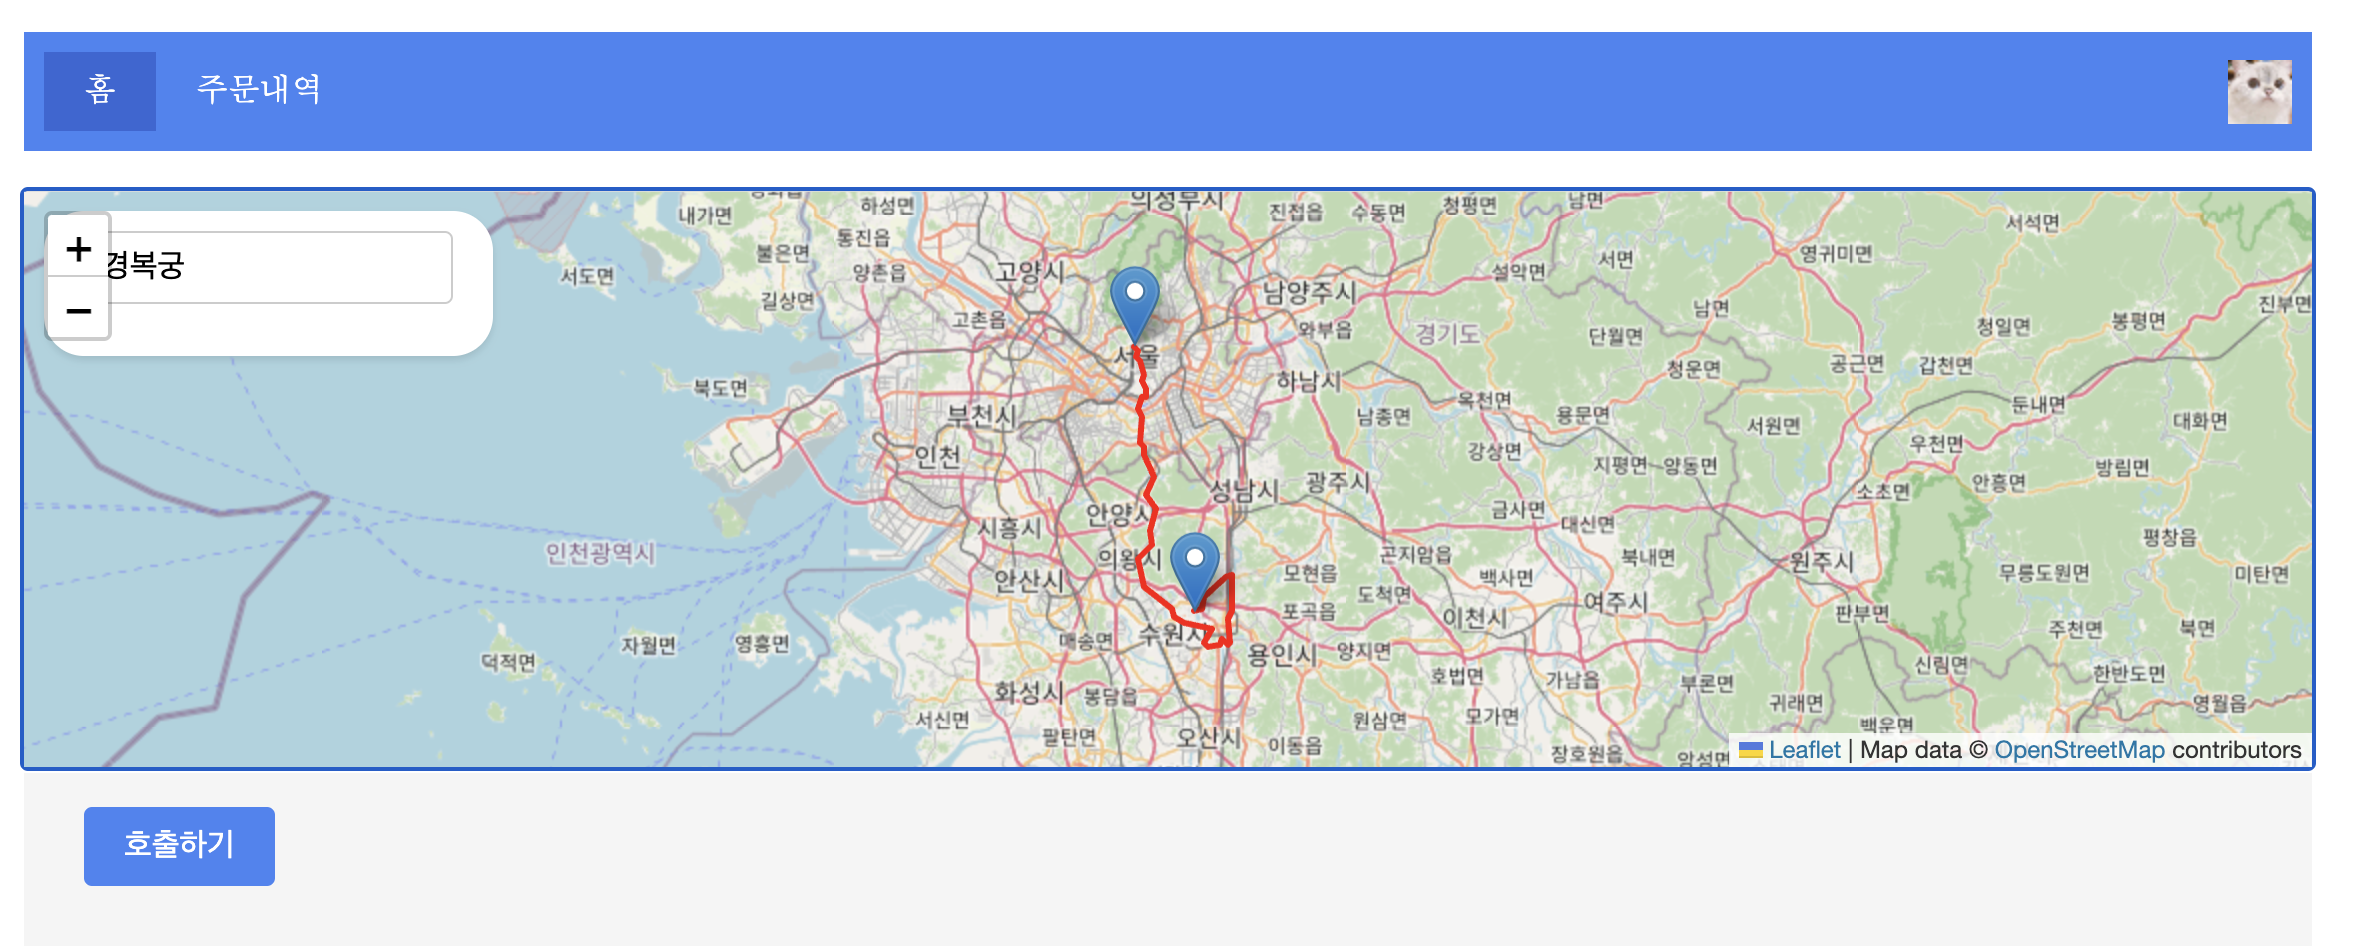 홈 주문내역
+
경복궁
−
의정부시
내가면
하성면
진접읍
수동면
청평면
남면
서석면
통진읍
불은면
영귀미면
서도면
양촌읍
고양시
설악면
서면
길상면
남양주시
진부면
고촌읍
와부읍
경기도
단월면
남면
청일면
봉평면
서울
북도면
하남시
청운면
공근면
갑천면
부천시
남종면
옥천면
용문면
서원면
둔내면
대화면
인천
강상면
지평면
양동면
우천면
방림면
성남시
광주시
소초면
안흥면
시흥시
안양시
금사면
대신면
평창읍
인천광역시
의왕시
곤지암읍
북내면
원주시
안산시
모현읍
백사면
무릉도원면
미탄면
도척면
포곡읍
이천시
여주시
판부면
자월면
영흥면
매송면
수원시
용인시
양지면
주천면
북면
덕적면
호법면
가남읍
부론면
신림면
한반도면
화성시
봉담읍
서신면
원삼면
모가면
귀래면
영월읍
팔탄면
오산시
이동읍
장호원읍
앙성면
백운면
Leaflet | Map data © OpenStreetMap contributors
호출하기